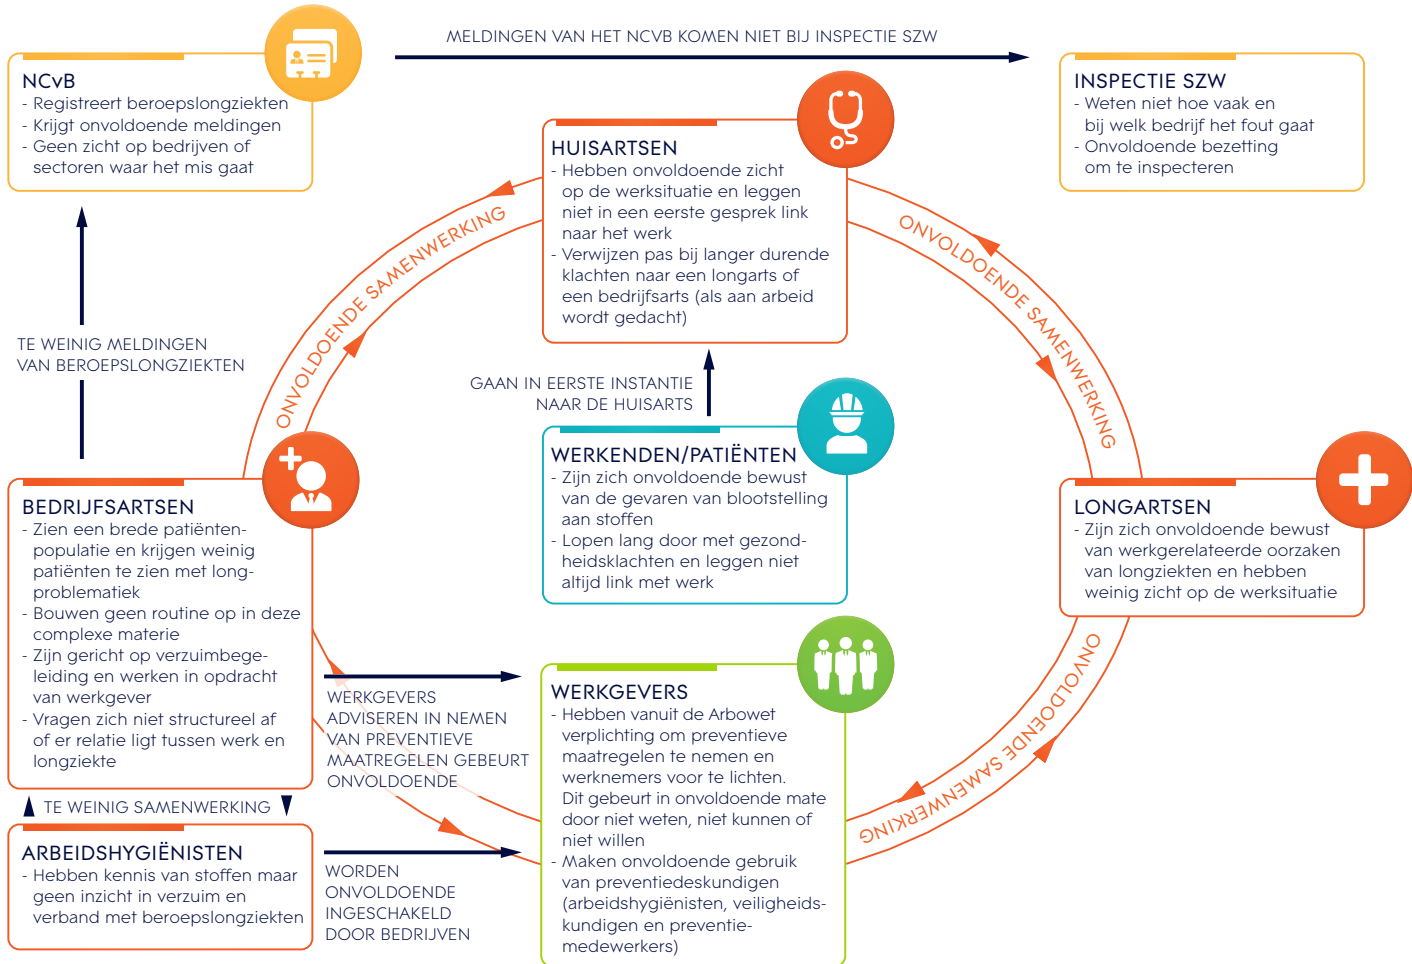 MELDINGEN VAN HET NCVB KOMEN NIET BIJ INSPECTIE SZW
NCvB
- Registreert beroepslongziekten
- Krijgt onvoldoende meldingen
- Geen zicht op bedrijven of
sectoren waar het mis gaat
INSPECTIE SZW
- Weten niet hoe vaak en
bij welk bedrijf het fout gaat
- Onvoldoende bezetting
om te inspecteren
HUISARTSEN
- Hebben onvoldoende zicht
op de werksituatie en leggen
niet in een eerste gesprek link
naar het werk
- Verwijzen pas bij langer durende
klachten naar een longarts of
een bedrijfsarts (als aan arbeid
wordt gedacht)
ONVOLDOENDE SAMENWERKING
ONVOLDOENDE SAMENWERKING
TE WEINIG MELDINGEN
VAN BEROEPSLONGZIEKTEN
GAAN IN EERSTE INSTANTIE
NAAR DE HUISARTS
WERKENDEN/PATIËNTEN
- Zijn zich onvoldoende bewust
van de gevaren van blootstelling
aan stoffen
- Lopen lang door met gezond-
heidsklachten en leggen niet
altijd link met werk
BEDRIJFSARTSEN
- Zien een brede patiënten-
populatie en krijgen weinig
patiënten te zien met long-
problematiek
- Bouwen geen routine op in deze
complexe materie
- Zijn gericht op verzuimbege-
leiding en werken in opdracht
van werkgever
- Vragen zich niet structureel af
of er relatie ligt tussen werk en
longziekte
LONGARTSEN
- Zijn zich onvoldoende bewust
van werkgerelateerde oorzaken
van longziekten en hebben
weinig zicht op de werksituatie
WERKGEVERS
ADVISEREN IN NEMEN
VAN PREVENTIEVE
MAATREGELEN GEBEURT
ONVOLDOENDE
WERKGEVERS
- Hebben vanuit de Arbowet
verplichting om preventieve
maatregelen te nemen en
werknemers voor te lichten.
Dit gebeurt in onvoldoende mate
door niet weten, niet kunnen of
niet willen
- Maken onvoldoende gebruik
van preventiedeskundigen
(arbeidshygiënisten, veiligheids-
kundigen en preventie-
medewerkers)
ONVOLDOENDE SAMENWERKING
TE WEINIG SAMENWERKING
ARBEIDSHYGIËNISTEN
- Hebben kennis van stoffen maar
geen inzicht in verzuim en
verband met beroepslongziekten
WORDEN
ONVOLDOENDE
INGESCHAKELD
DOOR BEDRIJVEN